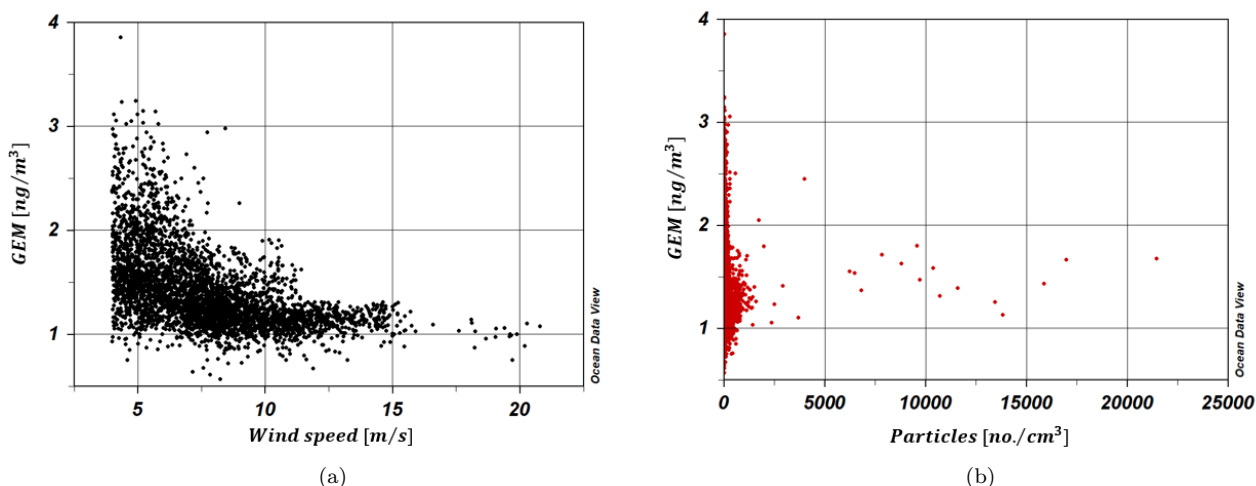 4
3
2
1
GEM [ng/m³]
5
10
15
20
Wind speed [m/s]
Ocean Data View
(a)
4
3
2
1
GEM [ng/m³]
0
5000
10000
15000
20000
25000
Particles [no./cm³]
Ocean Data View
(b)